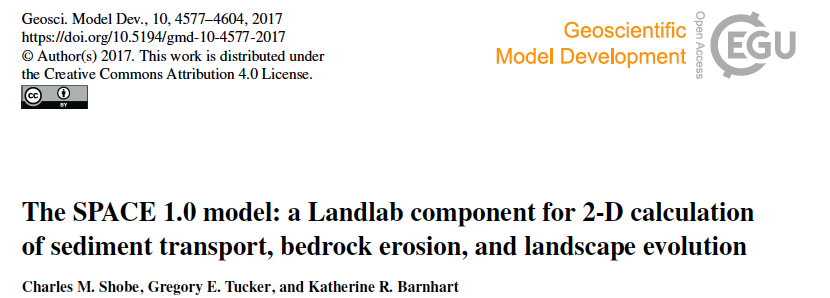 Geosci. Model Dev., 10, 4577–4604, 2017
https://doi.org/10.5194/gmd-10-4577-2017
© Author(s) 2017. This work is distributed under
the Creative Commons Attribution 4.0 License.
cc BY
Geoscientific
Model Development
Open Access
EGU
The SPACE 1.0 model: a Landlab component for 2-D calculation
of sediment transport, bedrock erosion, and landscape evolution
Charles M. Shobe, Gregory E. Tucker, and Katherine R. Barnhart